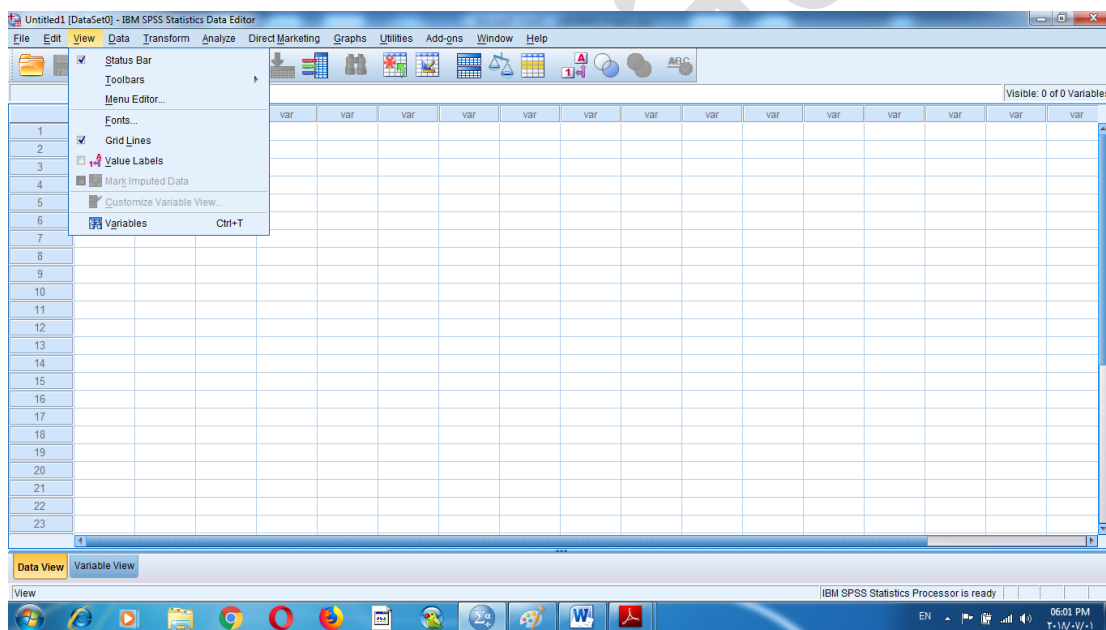 Untitled1 [DataSet0] - IBM SPSS Statistics Data Editor
File Edit View Data Transform Analyze Direct Marketing Graphs Utilities Add-ons Window Help
Status Bar
Toolbars
Menu Editor...
Fonts...
Grid Lines
Value Labels
Mark Imputed Data
Customize Variable View...
Variables Ctrl+T
Visible: 0 of 0 Variables
var var var var var var var var var var var var var var
1
2
3
4
5
6
7
8
9
10
11
12
13
14
15
16
17
18
19
20
21
22
23
Data View Variable View
View IBM SPSS Statistics Processor is ready
EN 06:01 PM
٢٠١٨/٠٧/٠١